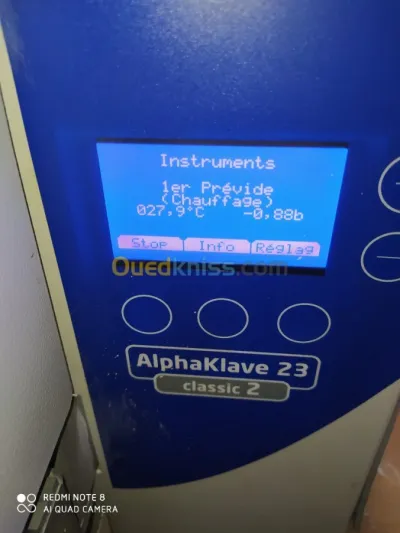 Instruments
1er Prévide
(Chauffage)
027,9°C -0,88b
Stop Info Réglag
Ouedkniss.com
AlphaKlave 23
classic 2
REDMI NOTE 8
AI QUAD CAMERA